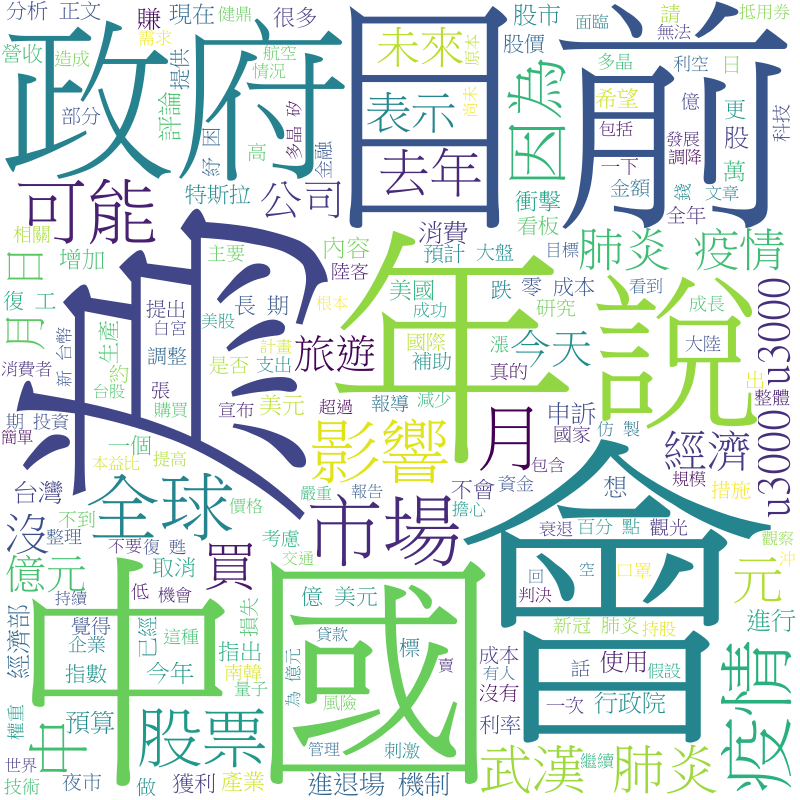 分析 正文
賺
現在
健鼎
很多
股市
面臨
請
抵用券
營收
需求
航空
未來
原本
股價
多晶
利空
日
無法
政府
目前
造成
提供
情況
因為
希望
億
更
科技
部分
評論
紓 困
高
多晶 矽
金融
表示
尚未
包括
發展
股
調降
一下
萬
可能
特斯拉
公司
去年
衝擊
金額
錢
文章
看板
全年
相關
增加
主要
消費
內容
陸客
預計
大盤
目標
肺炎 疫情
月 日
復 工
興
提出
白宮
長 期
美股
根本
美國
成功
跌
零
成本
研究
看到
成長
u3000 u3000
消費者
新 台幣
生產
調整
是否
計畫
旅遊
年
國際
漲
補助
今天
說
大陸
真的
台股
約
張
支出
期 投資
購買
宣布
美元
超過
報導
減少
申訴
仿 製
出
整體
簡單
一個
影響
月
國家
經濟
本益比
提高
包含
規模
台灣
全球
價格
嚴重
報告
市場
不會
資金
想
措施
沒
整理
不到
擔心
衰退
百分 點
觀光
觀察
不要復 甦
買
考慮
交通
會
億元
取消
回
空
口罩
沖
元
持續
低
機會
中國
判決
經濟部
覺得
已經
這種
損失
億 美元
貸款
標
賣
新冠 肺炎
持股
進行
企業
指出
為 億元
成本
話
使用
假設
疫情
指數
今年
南韓
有人
沒有
量子
風險
權重
中
預算
股票
一次
行政院
利率
世界
管理
刺激
武漢 肺炎
繼續
技術
夜市
做
獲利
產業
進退場 機制